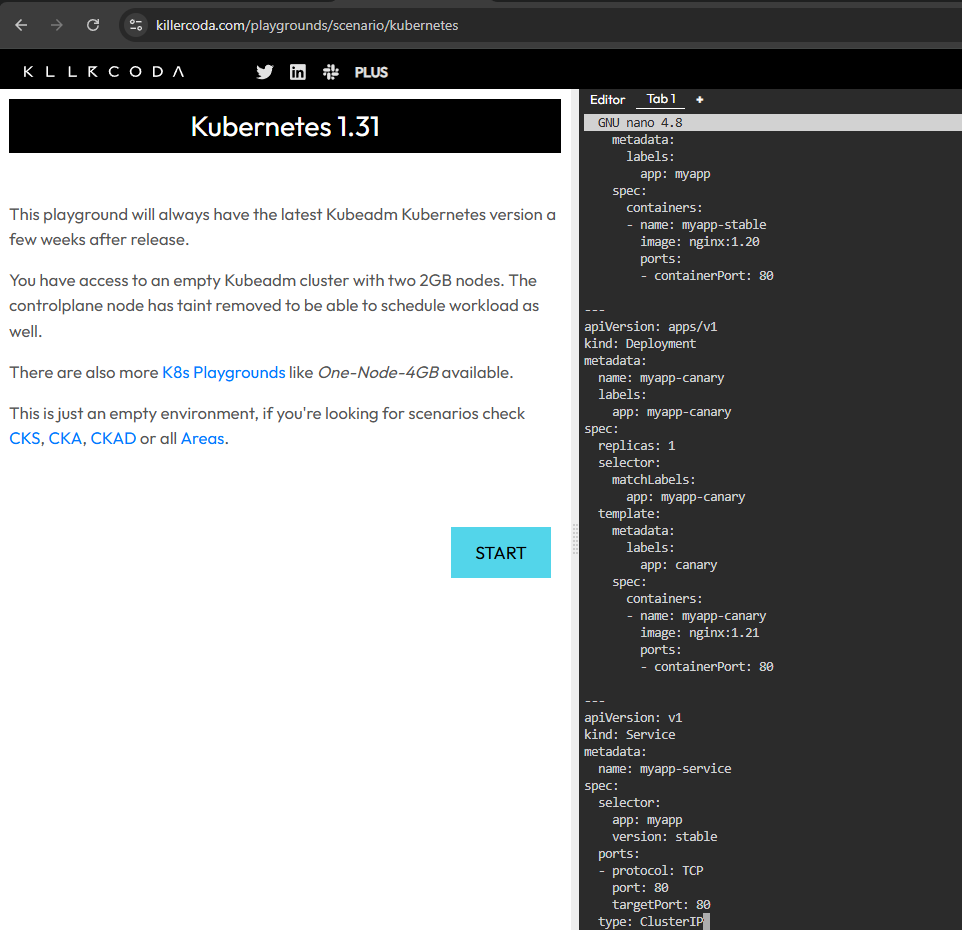 killercoda.com/playgrounds/scenario/kubernetes
KLLRCODA
PLUS
Kubernetes 1.31
This playground will always have the latest Kubeadm Kubernetes version a
few weeks after release.
You have access to an empty Kubeadm cluster with two 2GB nodes. The
controlplane node has taint removed to be able to schedule workload as
well.
There are also more K8s Playgrounds like One-Node-4GB available.
This is just an empty environment, if you're looking for scenarios check
CKS, CKA, CKAD or all Areas.
START
Editor Tab 1 +
GNU nano 4.8
    metadata:
      labels:
        app: myapp
    spec:
      containers:
      - name: myapp-stable
        image: nginx:1.20
        ports:
        - containerPort: 80
---
apiVersion: apps/v1
kind: Deployment
metadata:
  name: myapp-canary
  labels:
    app: myapp-canary
spec:
  replicas: 1
  selector:
    matchLabels:
      app: myapp-canary
  template:
    metadata:
      labels:
        app: canary
    spec:
      containers:
      - name: myapp-canary
        image: nginx:1.21
        ports:
        - containerPort: 80
---
apiVersion: v1
kind: Service
metadata:
  name: myapp-service
spec:
  selector:
    app: myapp
    version: stable
  ports:
  - protocol: TCP
    port: 80
    targetPort: 80
  type: ClusterIP